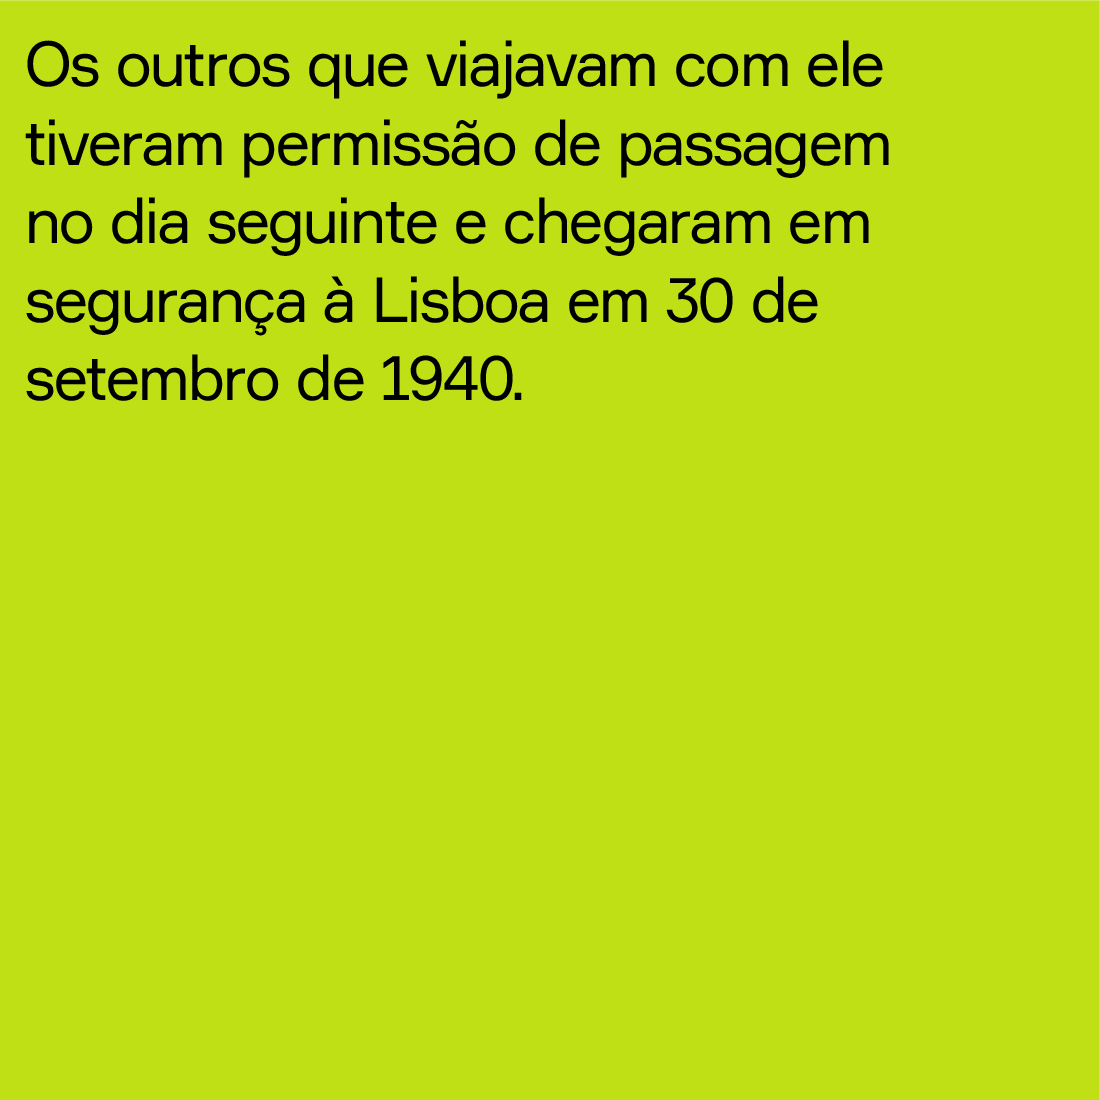 Os outros que viajavam com ele
tiveram permissão de passagem
no dia seguinte e chegaram em
segurança à Lisboa em 30 de
setembro de 1940.